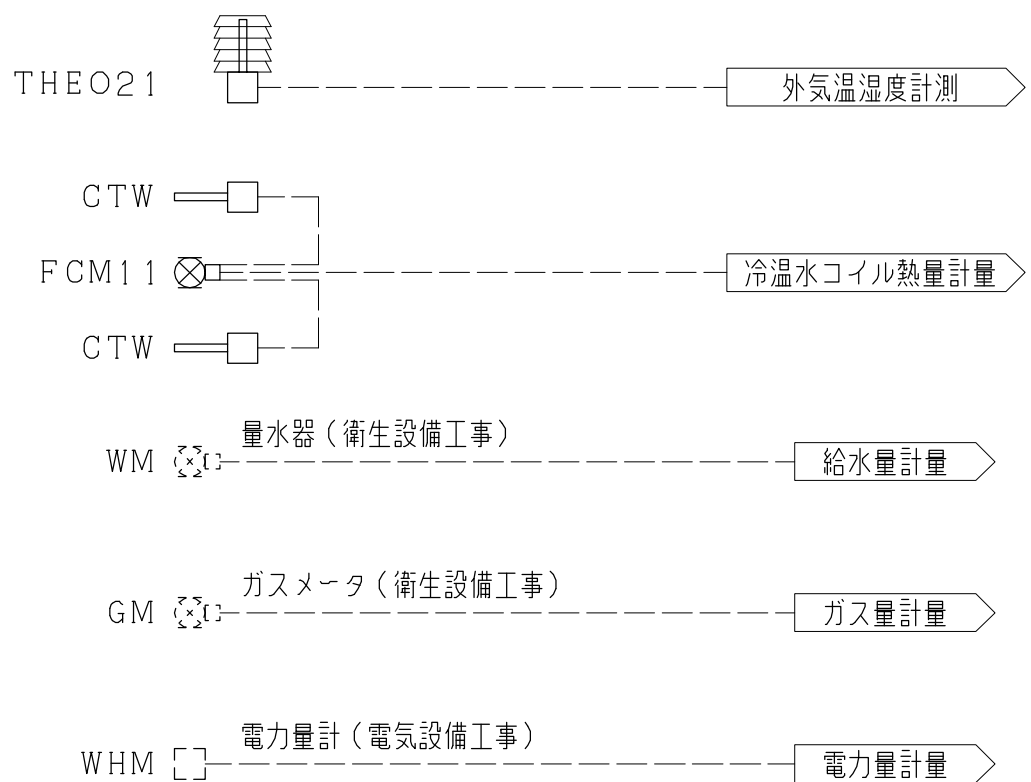 THEO21 外気温湿度計測
CTW
FCM11 冷温水コイル熱量計量
CTW
量水器（衛生設備工事）
WM 給水量計量
ガスメータ（衛生設備工事）
GM ガス量計量
電力量計（電気設備工事）
WHM 電力量計量